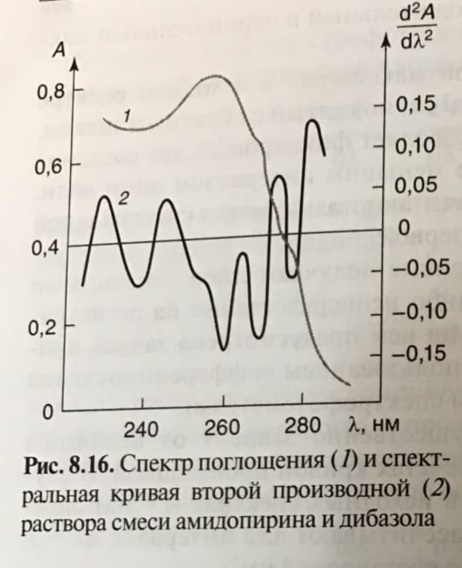 A
d²A
dλ²
0,8
0,6
0,4
0,2
0
1
2
0,15
0,10
0,05
0
–0,05
–0,10
–0,15
240
260
280
λ, нм
Рис. 8.16. Спектр поглощения (1) и спект-
ральная кривая второй производной (2)
раствора смеси амидопирина и дибазола